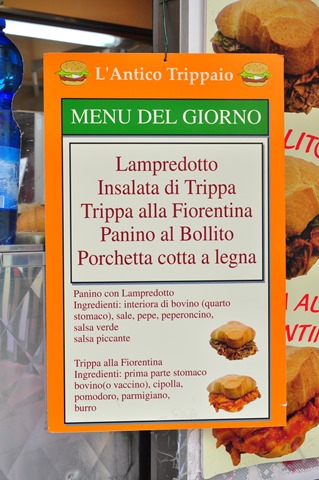 L'Antico Trippaio
MENU DEL GIORNO
Lampredotto
Insalata di Trippa
Trippa alla Fiorentina
Panino al Bollito
Porchetta cotta a legna
Panino con Lampredotto
Ingredienti: interiora di bovino (quarto
stomaco), sale, pepe, peperoncino,
salsa verde
salsa piccante
Trippa alla Fiorentina
Ingredienti: prima parte stomaco
bovino(o vaccino), cipolla,
pomodoro, parmigiano,
burro